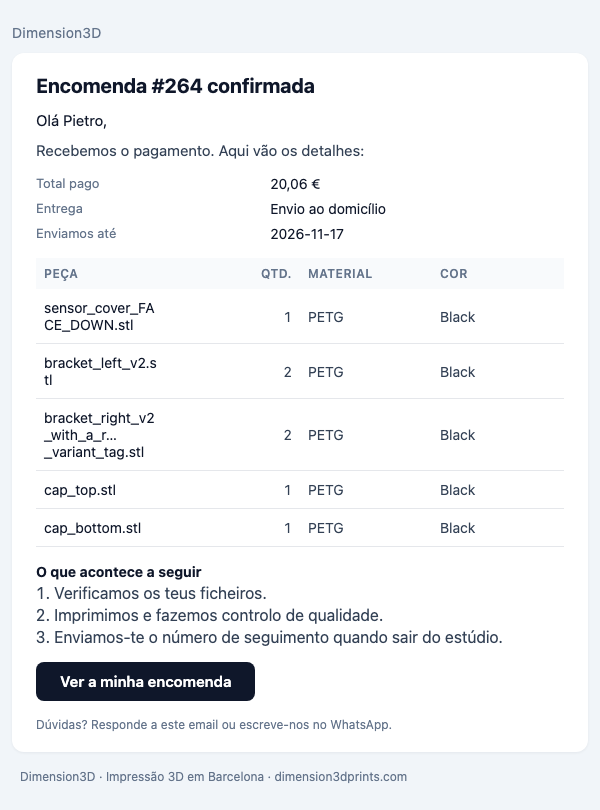 Dimension3D
Encomenda #264 confirmada
Olá Pietro,
Recebemos o pagamento. Aqui vão os detalhes:
Total pago 20,06 €
Entrega Envio ao domicílio
Enviamos até 2026-11-17
PEÇA QTD. MATERIAL COR
sensor_cover_FA
CE_DOWN.stl 1 PETG Black
bracket_left_v2.s
tl 2 PETG Black
bracket_right_v2
_with_a_r... 2 PETG Black
_variant_tag.stl
cap_top.stl 1 PETG Black
cap_bottom.stl 1 PETG Black
O que acontece a seguir
1. Verificamos os teus ficheiros.
2. Imprimimos e fazemos controlo de qualidade.
3. Enviamos-te o número de seguimento quando sair do estúdio.
Ver a minha encomenda
Dúvidas? Responde a este email ou escreve-nos no WhatsApp.
Dimension3D · Impressão 3D em Barcelona · dimension3dprints.com